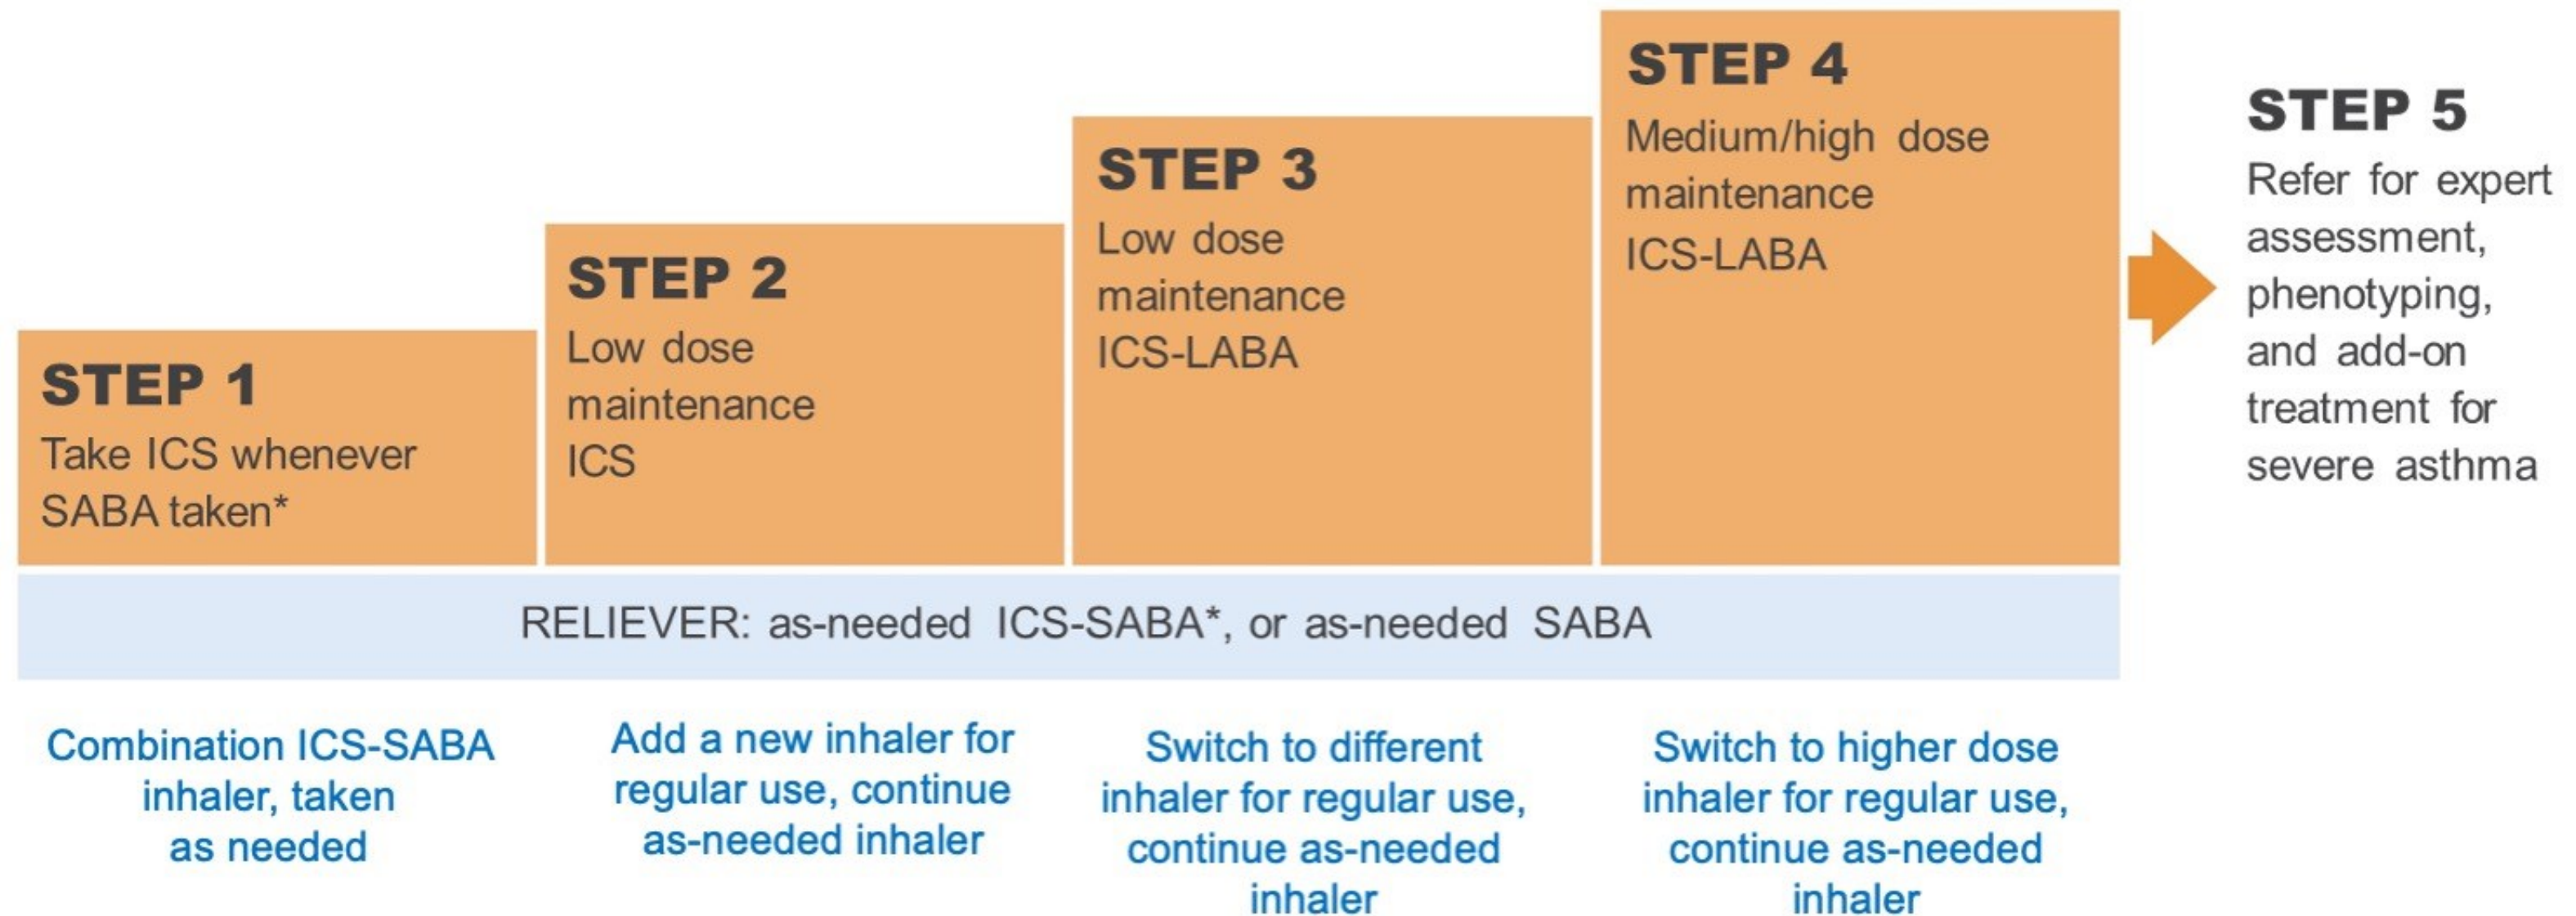 STEP 1
Take ICS whenever
SABA taken*
STEP 2
Low dose
maintenance
ICS
STEP 3
Low dose
maintenance
ICS-LABA
STEP 4
Medium/high dose
maintenance
ICS-LABA
STEP 5
Refer for expert
assessment,
phenotyping,
and add-on
treatment for
severe asthma
RELIEVER: as-needed ICS-SABA*, or as-needed SABA
Combination ICS-SABA
inhaler, taken
as needed
Add a new inhaler for
regular use, continue
as-needed inhaler
Switch to different
inhaler for regular use,
continue as-needed
inhaler
Switch to higher dose
inhaler for regular use,
continue as-needed
inhaler